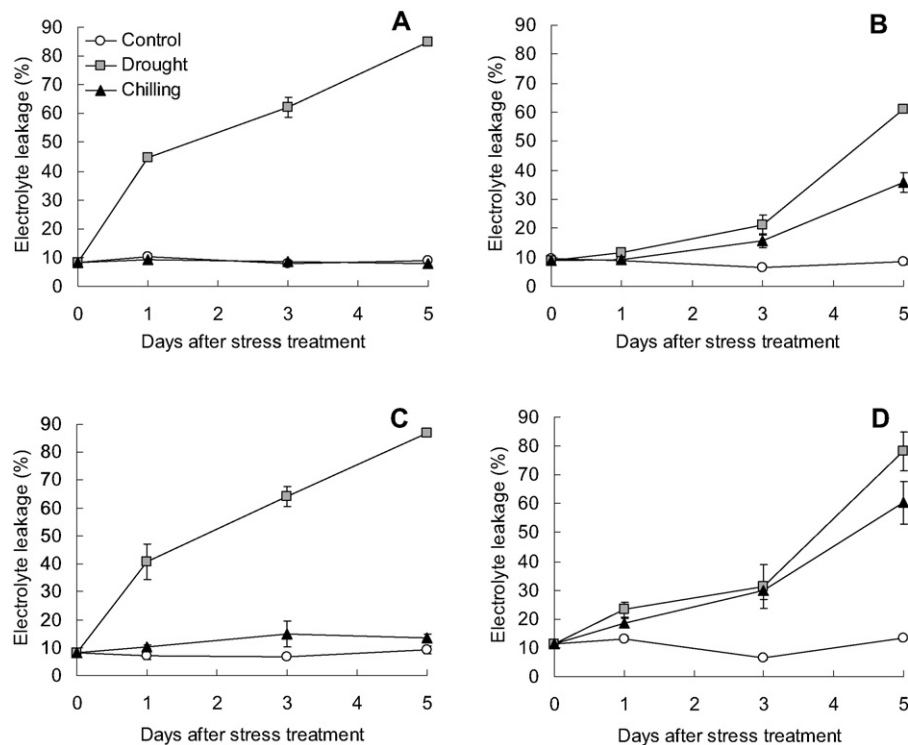 A
Electrolyte leakage (%)
90
80
70
60
50
40
30
20
10
0
Control
Drought
Chilling
0 1 2 3 4 5
Days after stress treatment
B
Electrolyte leakage (%)
90
80
70
60
50
40
30
20
10
0
0 1 2 3 4 5
Days after stress treatment
C
Electrolyte leakage (%)
90
80
70
60
50
40
30
20
10
0
0 1 2 3 4 5
Days after stress treatment
D
Electrolyte leakage (%)
90
80
70
60
50
40
30
20
10
0
0 1 2 3 4 5
Days after stress treatment